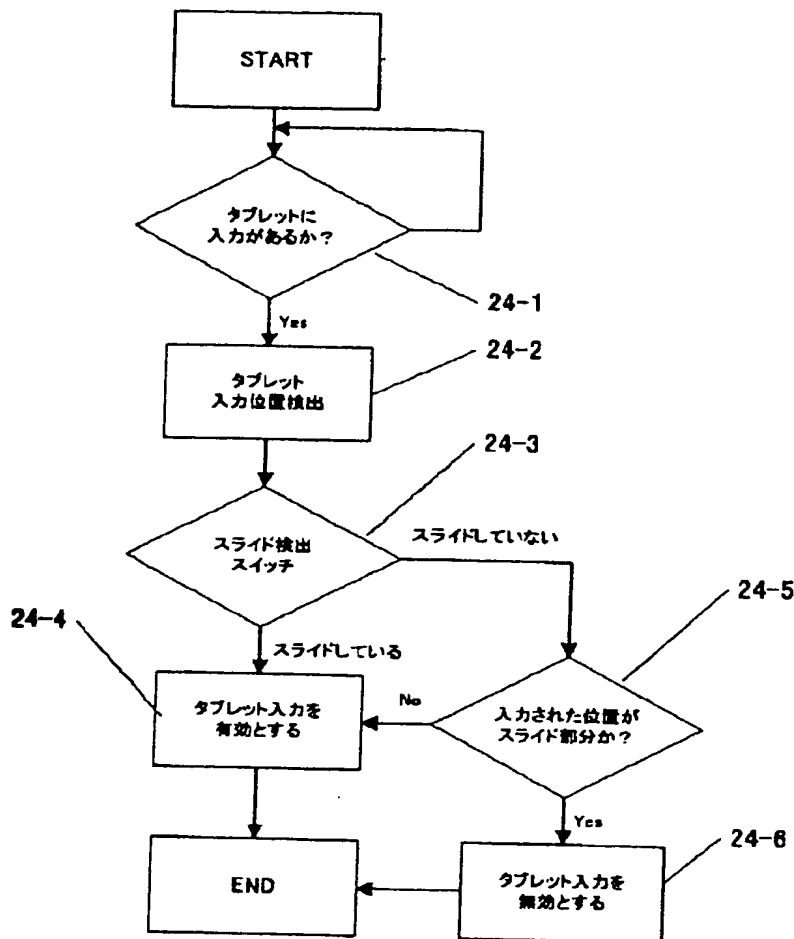 START
タブレットに
入力があるか？
24-1
Yes
24-2
タブレット
入力位置検出
24-3
スライド検出
スイッチ
スライドしていない
24-5
24-4
スライドしている
タブレット入力を
有効とする
No
入力された位置が
スライド部分か？
Yes
24-6
END
タブレット入力を
無効とする